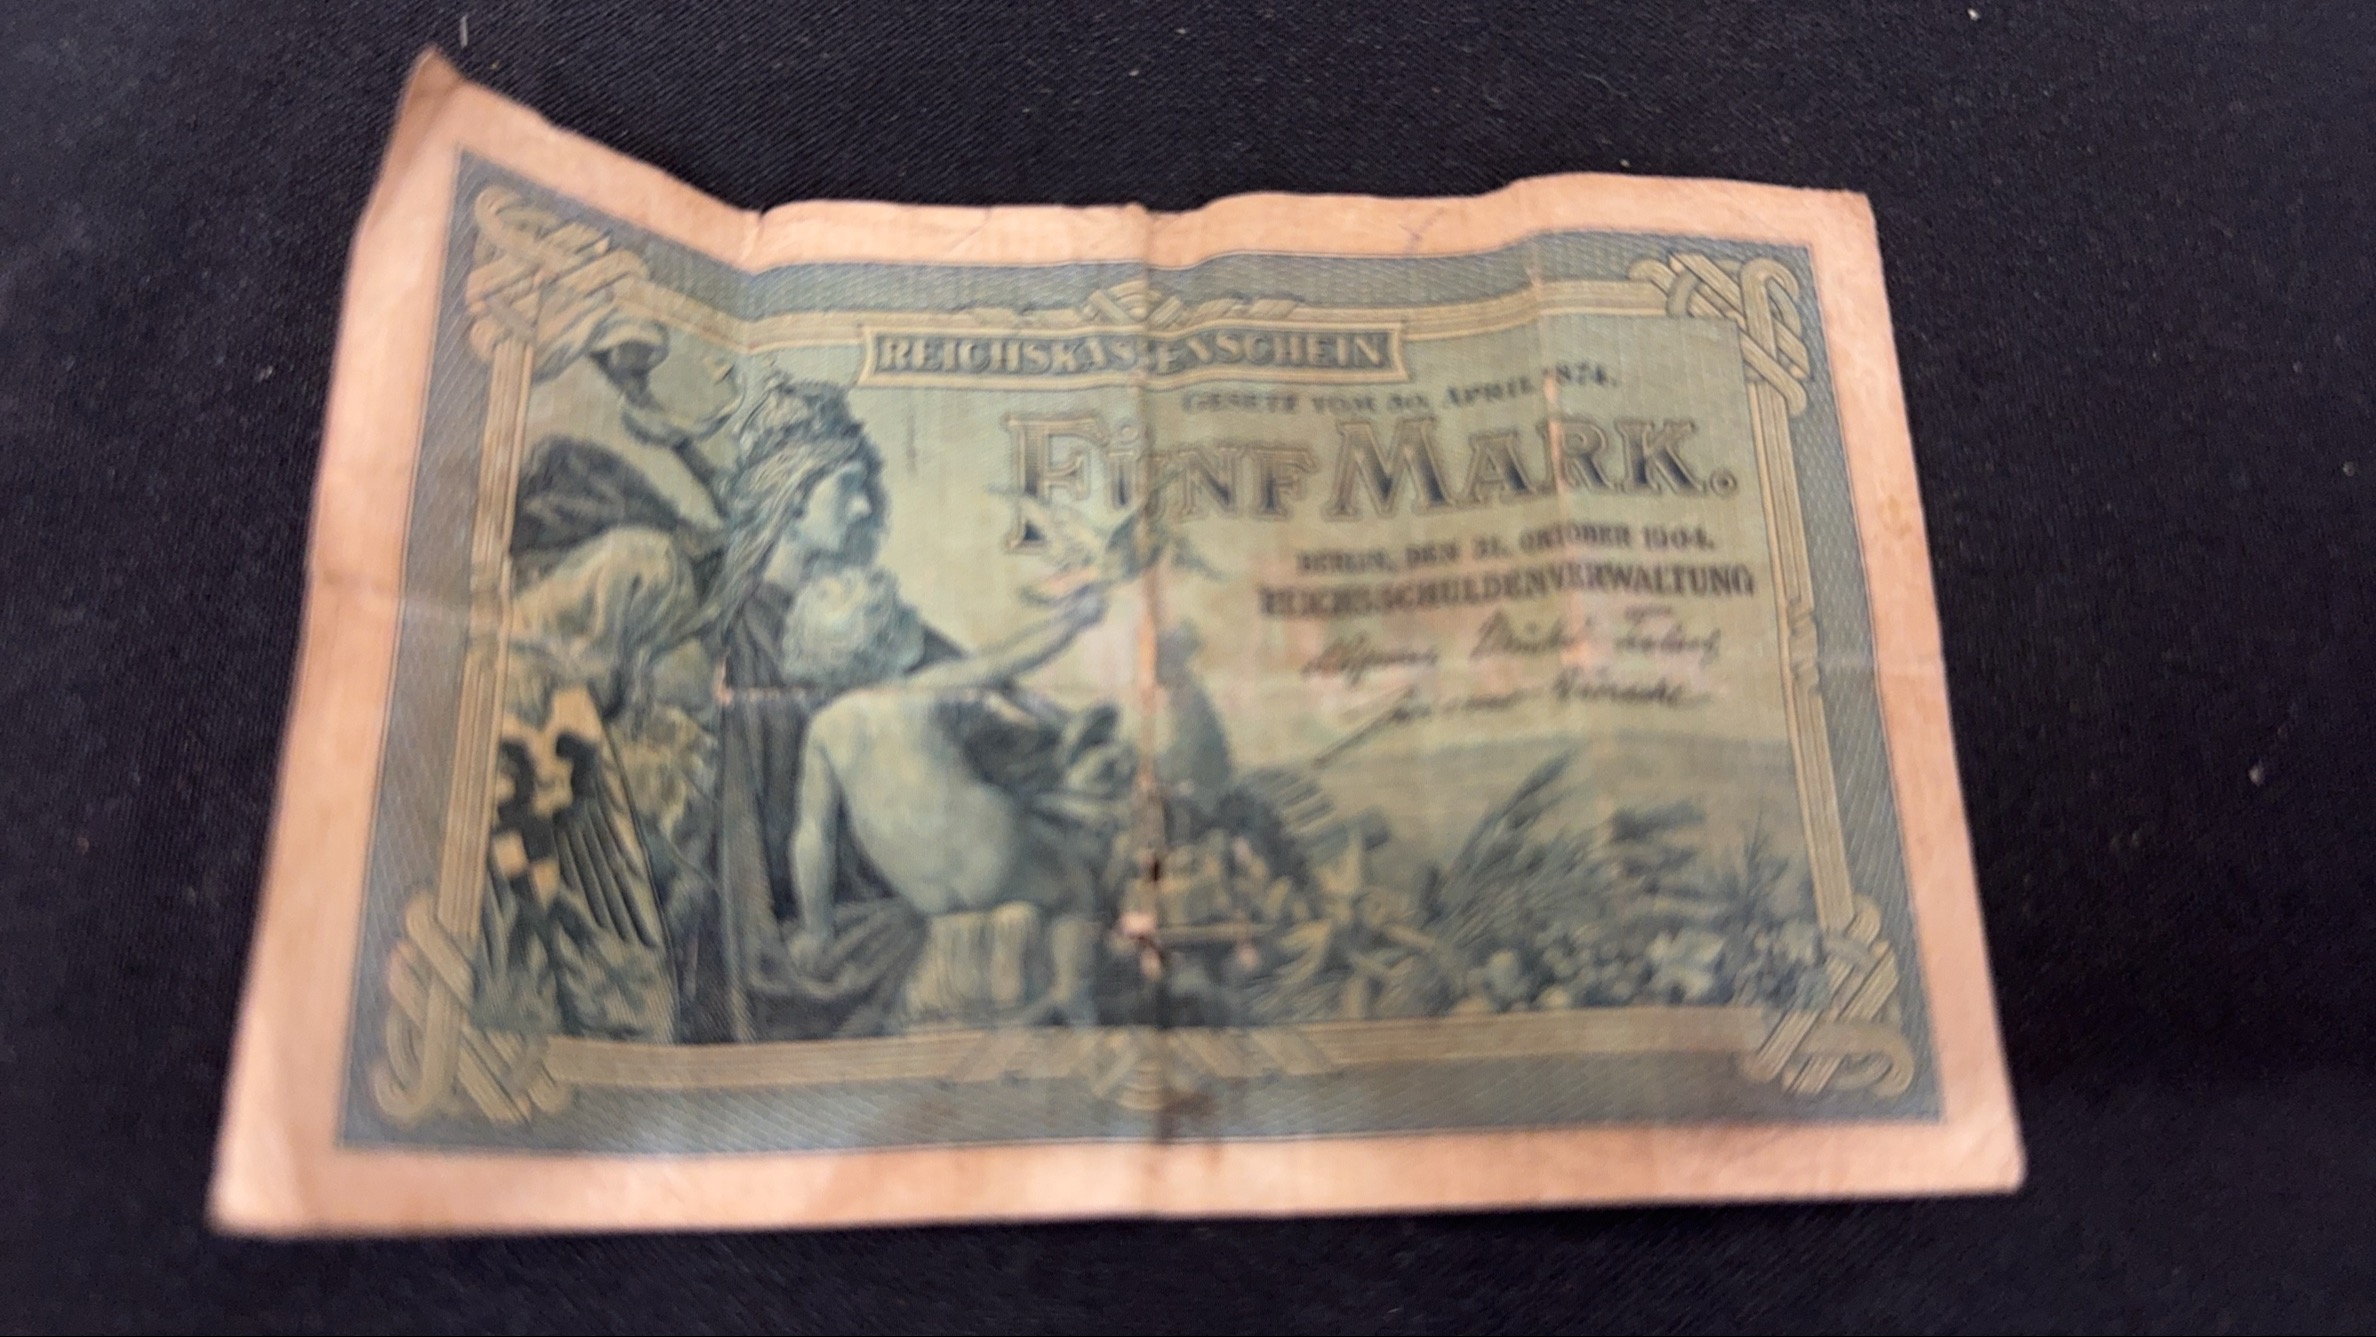 REICHSKASSENSCHEIN
GESETZ VOM 30. APRIL 1874.
FÜNF MARK.
BERLIN, DEN 31. OKTOBER 1904.
REICHSSCHULDENVERWALTUNG